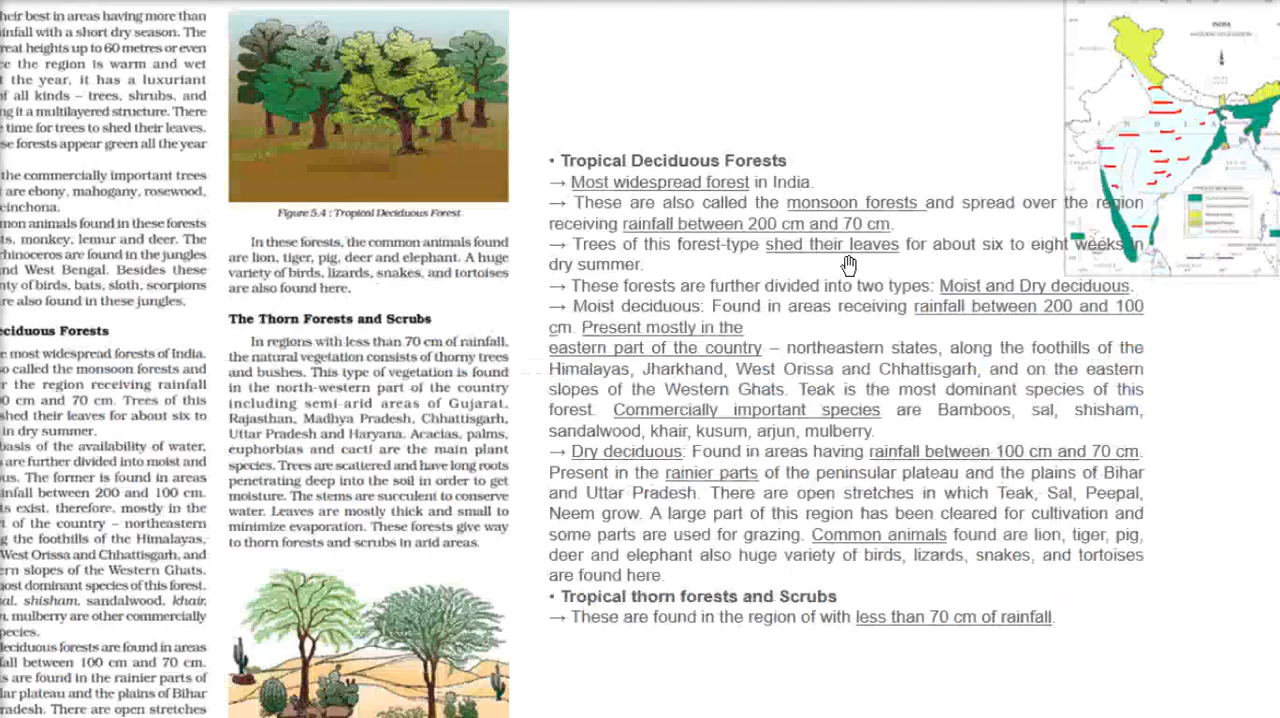 heir best in areas having more than
infall with a short dry season. The
reat heights up to 60 metres or even
e the region is warm and wet
t the year, it has a luxuriant
of all kinds – trees, shrubs, and
ng it a multilayered structure. There
time for trees to shed their leaves.
se forests appear green all the year
the commercially important trees
are ebony, mahogany, rosewood,
cinchona.
mon animals found in these forests
ts, monkey, lemur and deer. The
rhinoceros are found in the jungles
nd West Bengal. Besides these
nty of birds, bats, sloth, scorpions
re also found in these jungles.
eciduous Forests
e most widespread forests of India.
so called the monsoon forests and
r the region receiving rainfall
0 cm and 70 cm. Trees of this
shed their leaves for about six to
in dry summer.
basis of the availability of water,
are further divided into moist and
us. The former is found in areas
infall between 200 and 100 cm.
ts exist, therefore, mostly in the
t of the country – northeastern
g the foothills of the Himalayas,
West Orissa and Chhattisgarh, and
ern slopes of the Western Ghats.
most dominant species of this forest.
sal, shisham, sandalwood, khair,
n, mulberry are other commercially
pecies.
eciduous forests are found in areas
fall between 100 cm and 70 cm.
s are found in the rainier parts of
lar plateau and the plains of Bihar
radesh. There are open stretches
Figure 5.4 : Tropical Deciduous Forest
In these forests, the common animals found
are lion, tiger, pig, deer and elephant. A huge
variety of birds, lizards, snakes, and tortoises
are also found here.
The Thorn Forests and Scrubs
In regions with less than 70 cm of rainfall,
the natural vegetation consists of thorny trees
and bushes. This type of vegetation is found
in the north-western part of the country
including semi-arid areas of Gujarat,
Rajasthan, Madhya Pradesh, Chhattisgarh,
Uttar Pradesh and Haryana. Acacias, palms,
euphorbias and cacti are the main plant
species. Trees are scattered and have long roots
penetrating deep into the soil in order to get
moisture. The stems are succulent to conserve
water. Leaves are mostly thick and small to
minimize evaporation. These forests give way
to thorn forests and scrubs in arid areas.
• Tropical Deciduous Forests
→ Most widespread forest in India.
→ These are also called the monsoon forests and spread over the region
receiving rainfall between 200 cm and 70 cm.
→ Trees of this forest-type shed their leaves for about six to eight weeks in
dry summer.
→ These forests are further divided into two types: Moist and Dry deciduous.
→ Moist deciduous: Found in areas receiving rainfall between 200 and 100
cm. Present mostly in the
eastern part of the country – northeastern states, along the foothills of the
Himalayas, Jharkhand, West Orissa and Chhattisgarh, and on the eastern
slopes of the Western Ghats. Teak is the most dominant species of this
forest. Commercially important species are Bamboos, sal, shisham,
sandalwood, khair, kusum, arjun, mulberry.
→ Dry deciduous: Found in areas having rainfall between 100 cm and 70 cm.
Present in the rainier parts of the peninsular plateau and the plains of Bihar
and Uttar Pradesh. There are open stretches in which Teak, Sal, Peepal,
Neem grow. A large part of this region has been cleared for cultivation and
some parts are used for grazing. Common animals found are lion, tiger, pig,
deer and elephant also huge variety of birds, lizards, snakes, and tortoises
are found here.
• Tropical thorn forests and Scrubs
→ These are found in the region of with less than 70 cm of rainfall.
INDIA
I N D I A